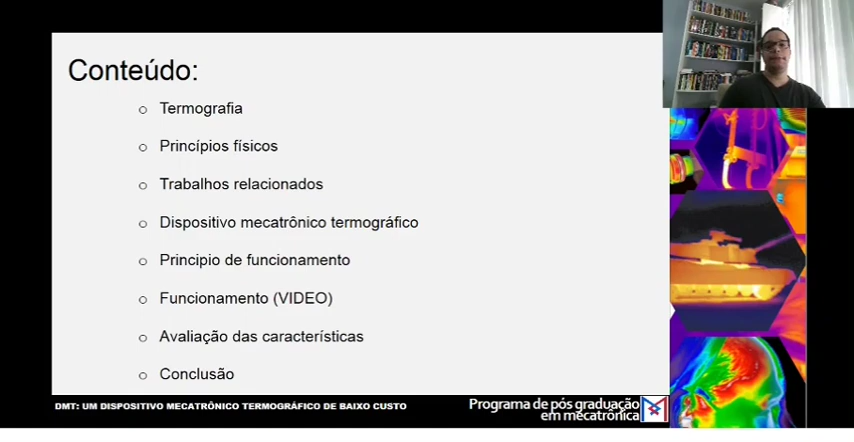 Conteúdo:
Termografia
Princípios físicos
Trabalhos relacionados
Dispositivo mecatrônico termográfico
Principio de funcionamento
Funcionamento (VIDEO)
Avaliação das características
Conclusão
DMT: UM DISPOSITIVO MECATRÔNICO TERMOGRÁFICO DE BAIXO CUSTO
Programa de pós graduação
em mecatrônica